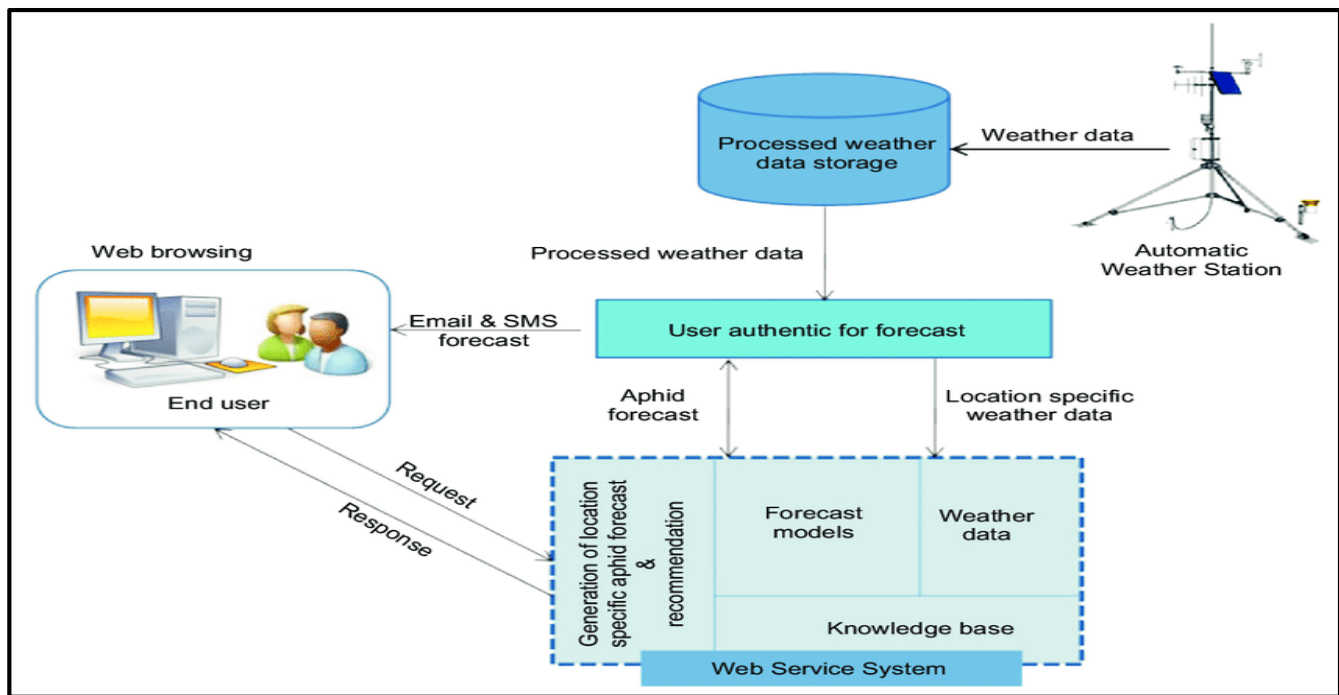 Processed weather
data storage
Weather data
Automatic
Weather Station
Processed weather data
Web browsing
End user
Email & SMS
forecast
User authentic for forecast
Aphid
forecast
Location specific
weather data
Request
Response
Generation of location
specific aphid forecast
&
recommendation
Forecast
models
Weather
data
Knowledge base
Web Service System